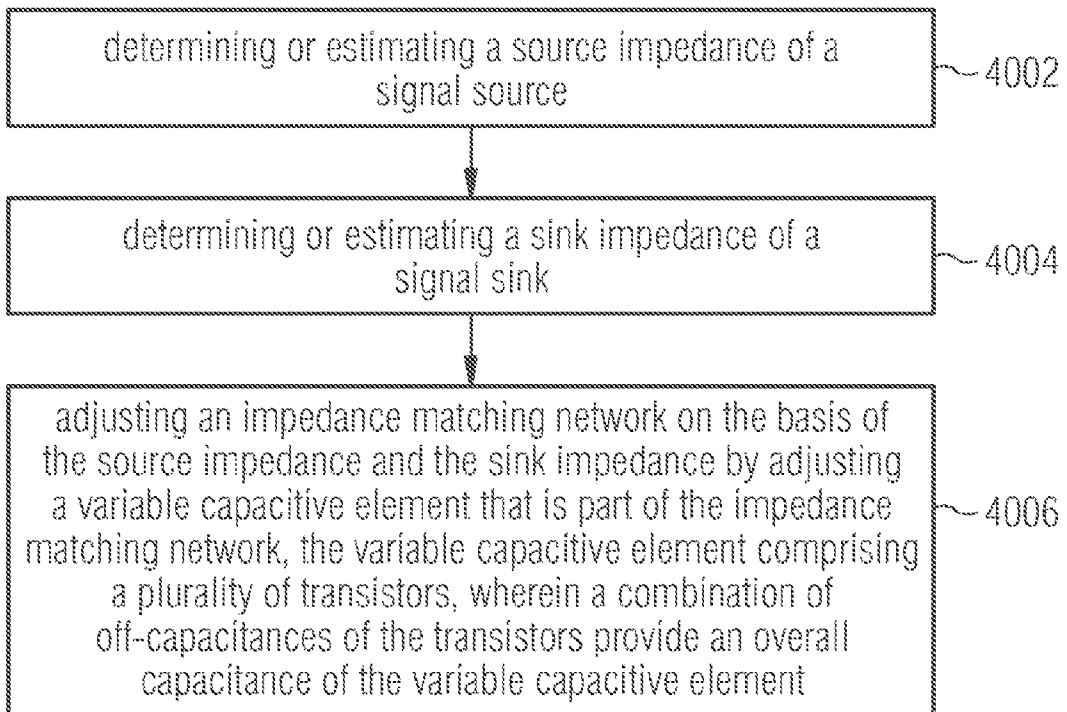 determining or estimating a source impedance of a
signal source
4002
determining or estimating a sink impedance of a
signal sink
4004
adjusting an impedance matching network on the basis of
the source impedance and the sink impedance by adjusting
a variable capacitive element that is part of the impedance
matching network, the variable capacitive element comprising
a plurality of transistors, wherein a combination of
off-capacitances of the transistors provide an overall
capacitance of the variable capacitive element
4006